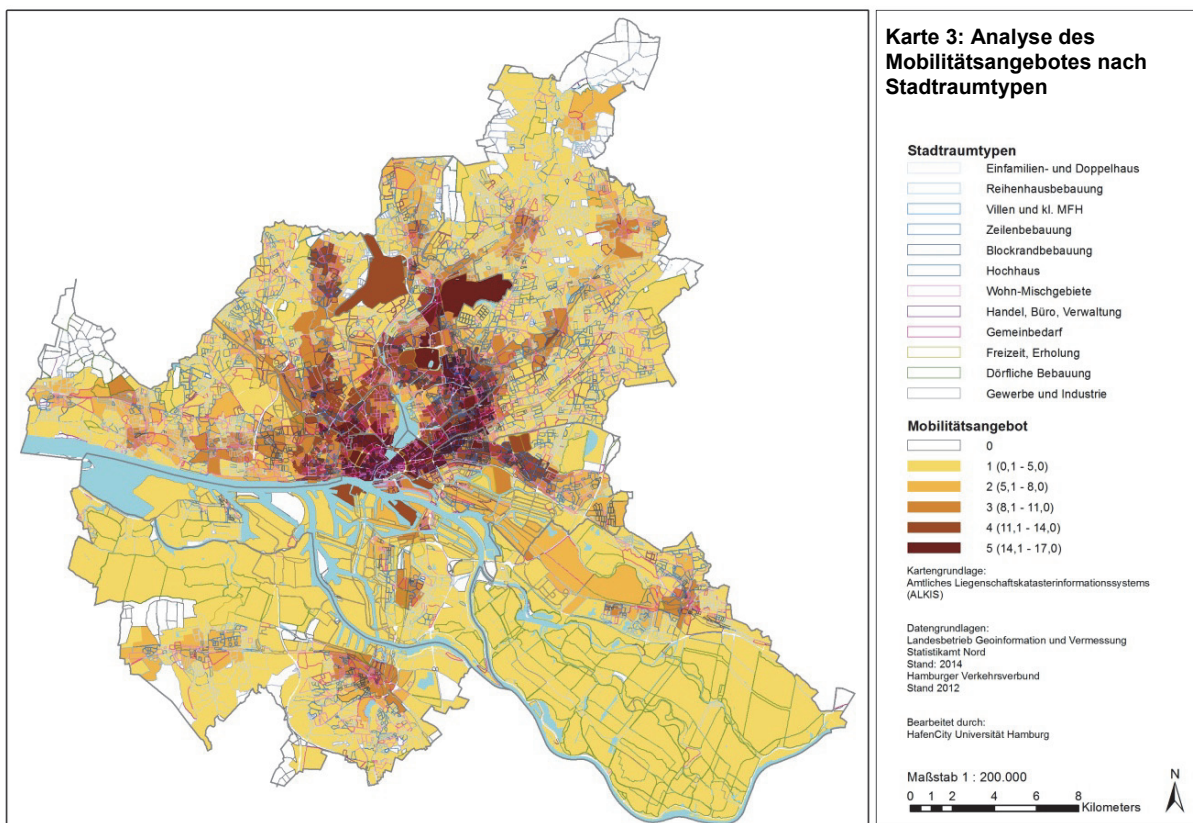 Karte 3: Analyse des
Mobilitätsangebotes nach
Stadtraumtypen
Stadtraumtypen
Einfamilien- und Doppelhaus
Reihenhausbebauung
Villen und kl. MFH
Zeilenbebauung
Blockrandbebauung
Hochhaus
Wohn-Mischgebiete
Handel, Büro, Verwaltung
Gemeinbedarf
Freizeit, Erholung
Dörfliche Bebauung
Gewerbe und Industrie
Mobilitätsangebot
0
1 (0,1 - 5,0)
2 (5,1 - 8,0)
3 (8,1 - 11,0)
4 (11,1 - 14,0)
5 (14,1 - 17,0)
Kartengrundlage:
Amtliches Liegenschaftskatasterinformationssystems
(ALKIS)
Datengrundlagen:
Landesbetrieb Geoinformation und Vermessung
Statistikamt Nord
Stand: 2014
Hamburger Verkehrsverbund
Stand 2012
Bearbeitet durch:
HafenCity Universität Hamburg
Maßstab 1 : 200.000
N
0 1 2 4 6 8
Kilometers